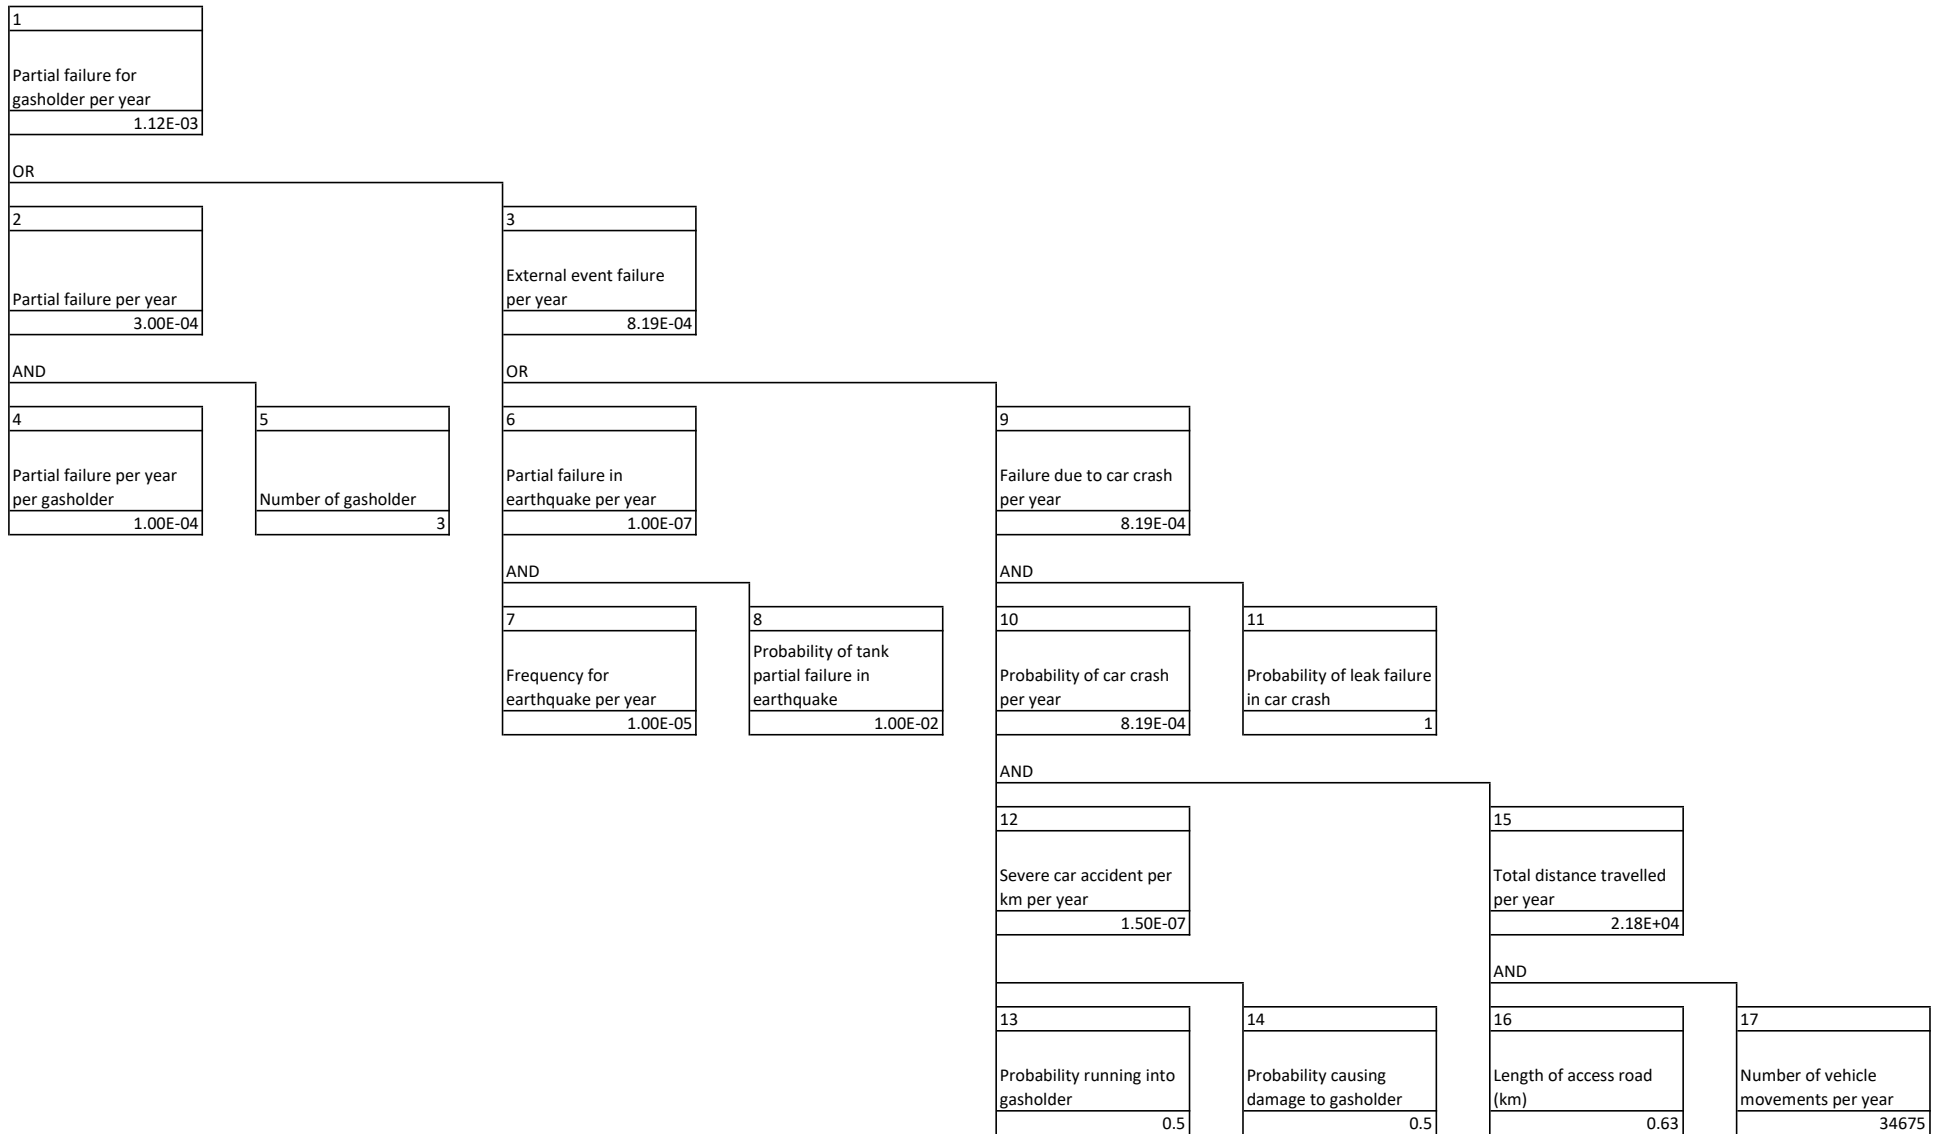 1
Partial failure for
gasholder per year
1.12E-03
OR
2
Partial failure per year
3.00E-04
3
External event failure
per year
8.19E-04
AND
OR
4
Partial failure per year
per gasholder
1.00E-04
5
Number of gasholder
3
6
Partial failure in
earthquake per year
1.00E-07
9
Failure due to car crash
per year
8.19E-04
AND
AND
7
Frequency for
earthquake per year
1.00E-05
8
Probability of tank
partial failure in
earthquake
1.00E-02
10
Probability of car crash
per year
8.19E-04
11
Probability of leak failure
in car crash
1
AND
12
Severe car accident per
km per year
1.50E-07
15
Total distance travelled
per year
2.18E+04
AND
13
Probability running into
gasholder
0.5
14
Probability causing
damage to gasholder
0.5
16
Length of access road
(km)
0.63
17
Number of vehicle
movements per year
34675